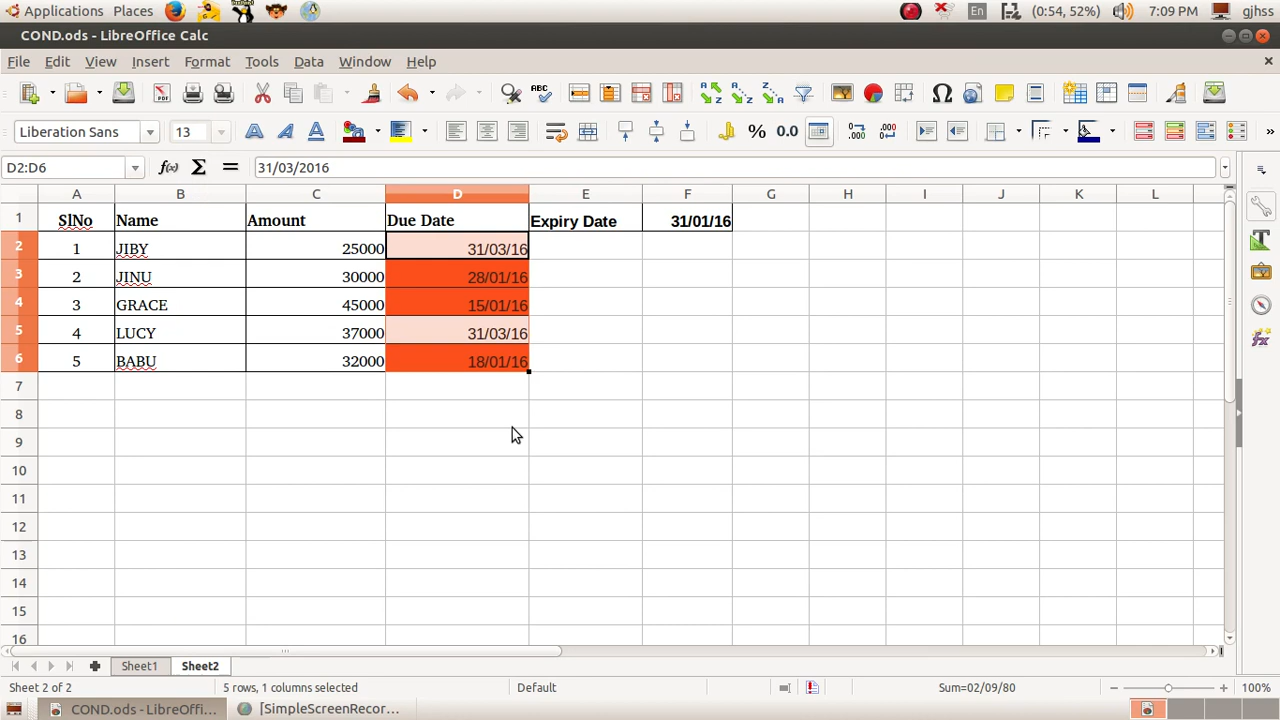 Applications Places En (0:54, 52%) 7:09 PM gjhss
COND.ods - LibreOffice Calc
File Edit View Insert Format Tools Data Window Help
Liberation Sans 13 % 0.0
D2:D6 31/03/2016
A B C D E F G H I J K L
1 SlNo Name Amount Due Date Expiry Date 31/01/16
2 1 JIBY 25000 31/03/16
3 2 JINU 30000 28/01/16
4 3 GRACE 45000 15/01/16
5 4 LUCY 37000 31/03/16
6 5 BABU 32000 18/01/16
7
8
9
10
11
12
13
14
15
16
Sheet1 Sheet2
Sheet 2 of 2 5 rows, 1 columns selected Default Sum=02/09/80 100%
COND.ods - LibreOffi... [SimpleScreenRecor...